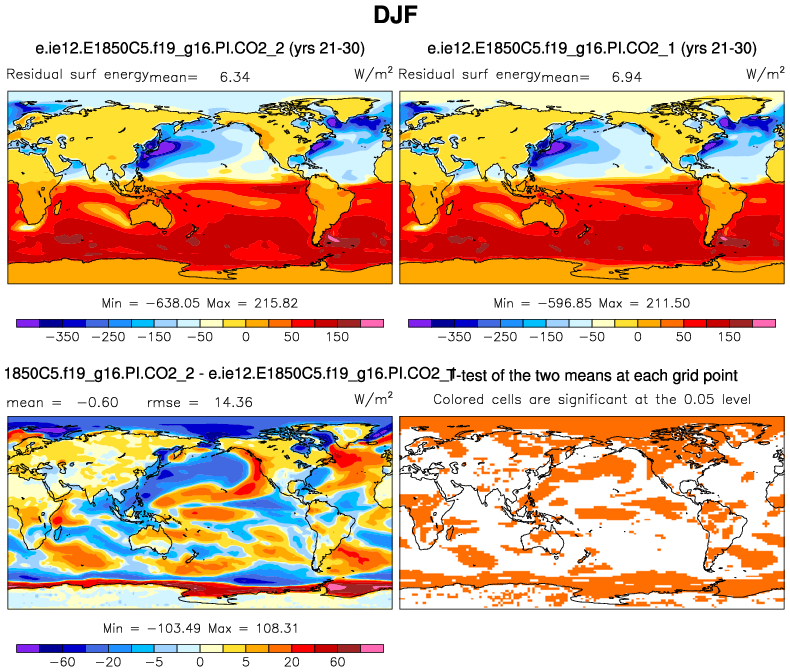 DJF
e.ie12.E1850C5.f19_g16.PI.CO2_2 (yrs 21-30) e.ie12.E1850C5.f19_g16.PI.CO2_1 (yrs 21-30)
Residual surf energy mean= 6.34 W/m² Residual surf energy mean= 6.94 W/m²
Min = -638.05 Max = 215.82 Min = -596.85 Max = 211.50
-350 -250 -150 -50 0 50 150 -350 -250 -150 -50 0 50 150
1850C5.f19_g16.PI.CO2_2 - e.ie12.E1850C5.f19_g16.PI.CO2_1 T-test of the two means at each grid point
mean = -0.60 rmse = 14.36 W/m² Colored cells are significant at the 0.05 level
Min = -103.49 Max = 108.31
-60 -20 -5 0 5 20 60